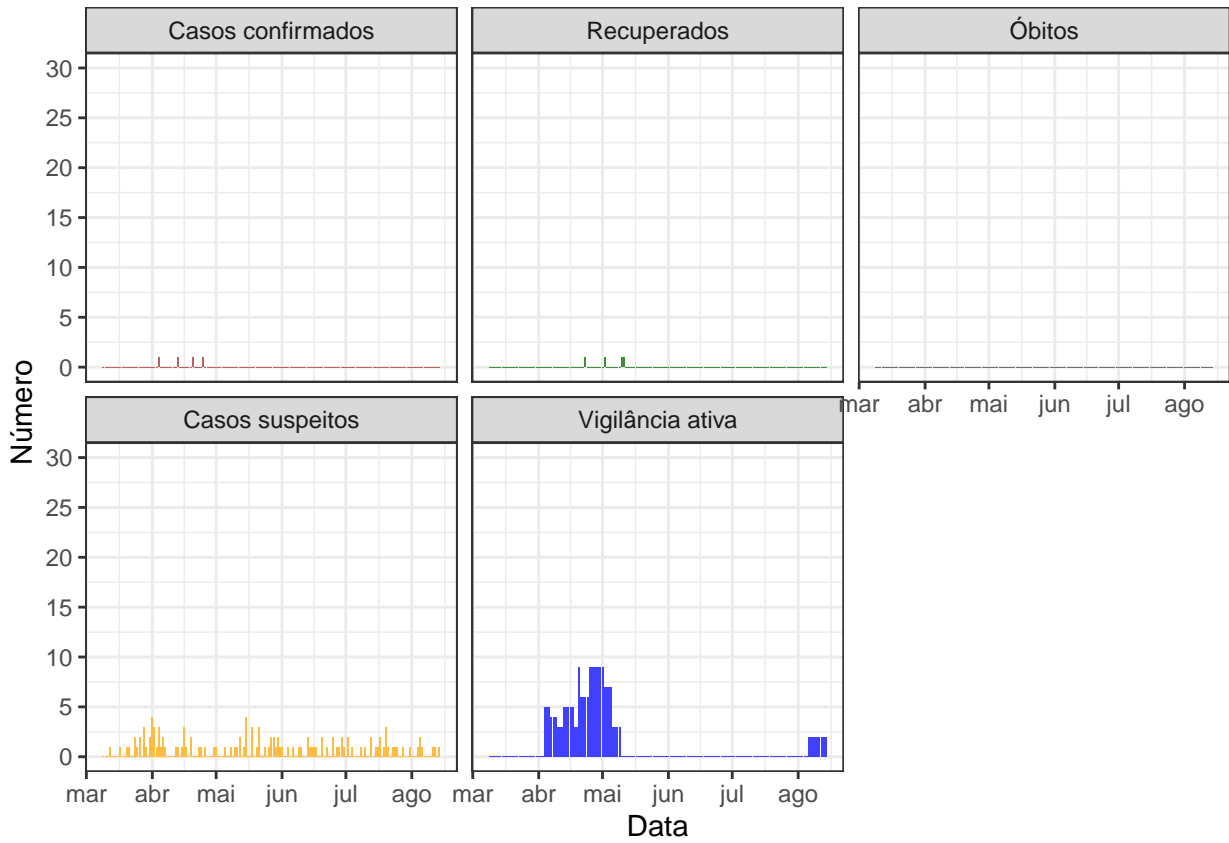 Casos confirmados
Recuperados
Óbitos
30
25
20
15
10
5
0
mar abr mai jun jul ago
Casos suspeitos
Vigilância ativa
30
25
20
15
10
5
0
mar abr mai jun jul ago
mar abr mai jun jul ago
Número
Data